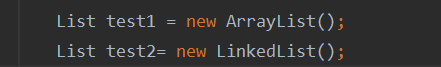 List test1 = new ArrayList();
List test2= new LinkedList();